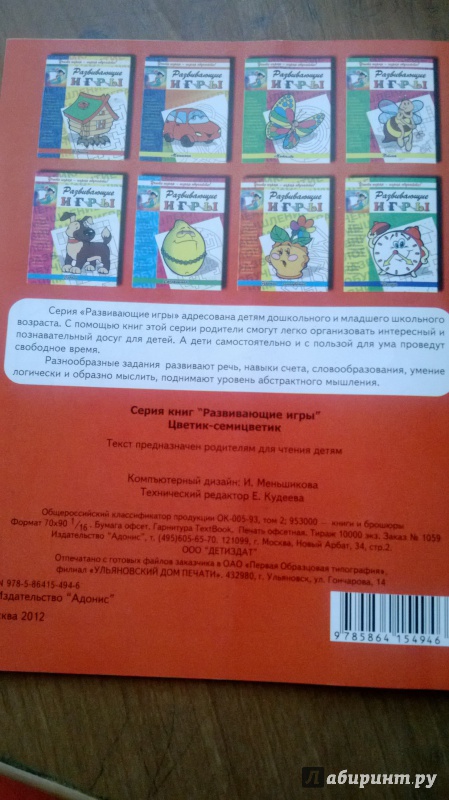 Развивающие
ИГРЫ
Развивающие
ИГРЫ
Развивающие
ИГРЫ
Развивающие
ИГРЫ
Развивающие
ИГРЫ
Развивающие
ИГРЫ
Развивающие
ИГРЫ
Развивающие
ИГРЫ
Серия «Развивающие игры» адресована детям дошкольного и младшего школьного
возраста. С помощью книг этой серии родители смогут легко организовать интересный и
познавательный досуг для детей. А дети самостоятельно и с пользой для ума проведут
свободное время.
Разнообразные задания развивают речь, навыки счета, словообразования, умение
логически и образно мыслить, поднимают уровень абстрактного мышления.
Серия книг "Развивающие игры"
Цветик-семицветик
Текст предназначен родителям для чтения детям
Компьютерный дизайн: И. Меньшикова
Технический редактор Е. Кудеева
Общероссийский классификатор продукции ОК-005-93, том 2; 953000 — книги и брошюры
Формат 70х90 1/16. Бумага офсет. Гарнитура TextBook. Печать офсетная. Тираж 10000 экз. Заказ № 1059
Издательство "Адонис", т. (495)605-65-70. 121099, г. Москва, Новый Арбат, 34, стр.2.
ООО "ДЕТИЗДАТ"
Отпечатано с готовых файлов заказчика в ОАО «Первая Образцовая типография»,
филиал «УЛЬЯНОВСКИЙ ДОМ ПЕЧАТИ». 432980, г. Ульяновск, ул. Гончарова, 14
N 978-5-86415-494-6
Издательство "Адонис"
сква 2012
9 785864 154946
Лабиринт.ру